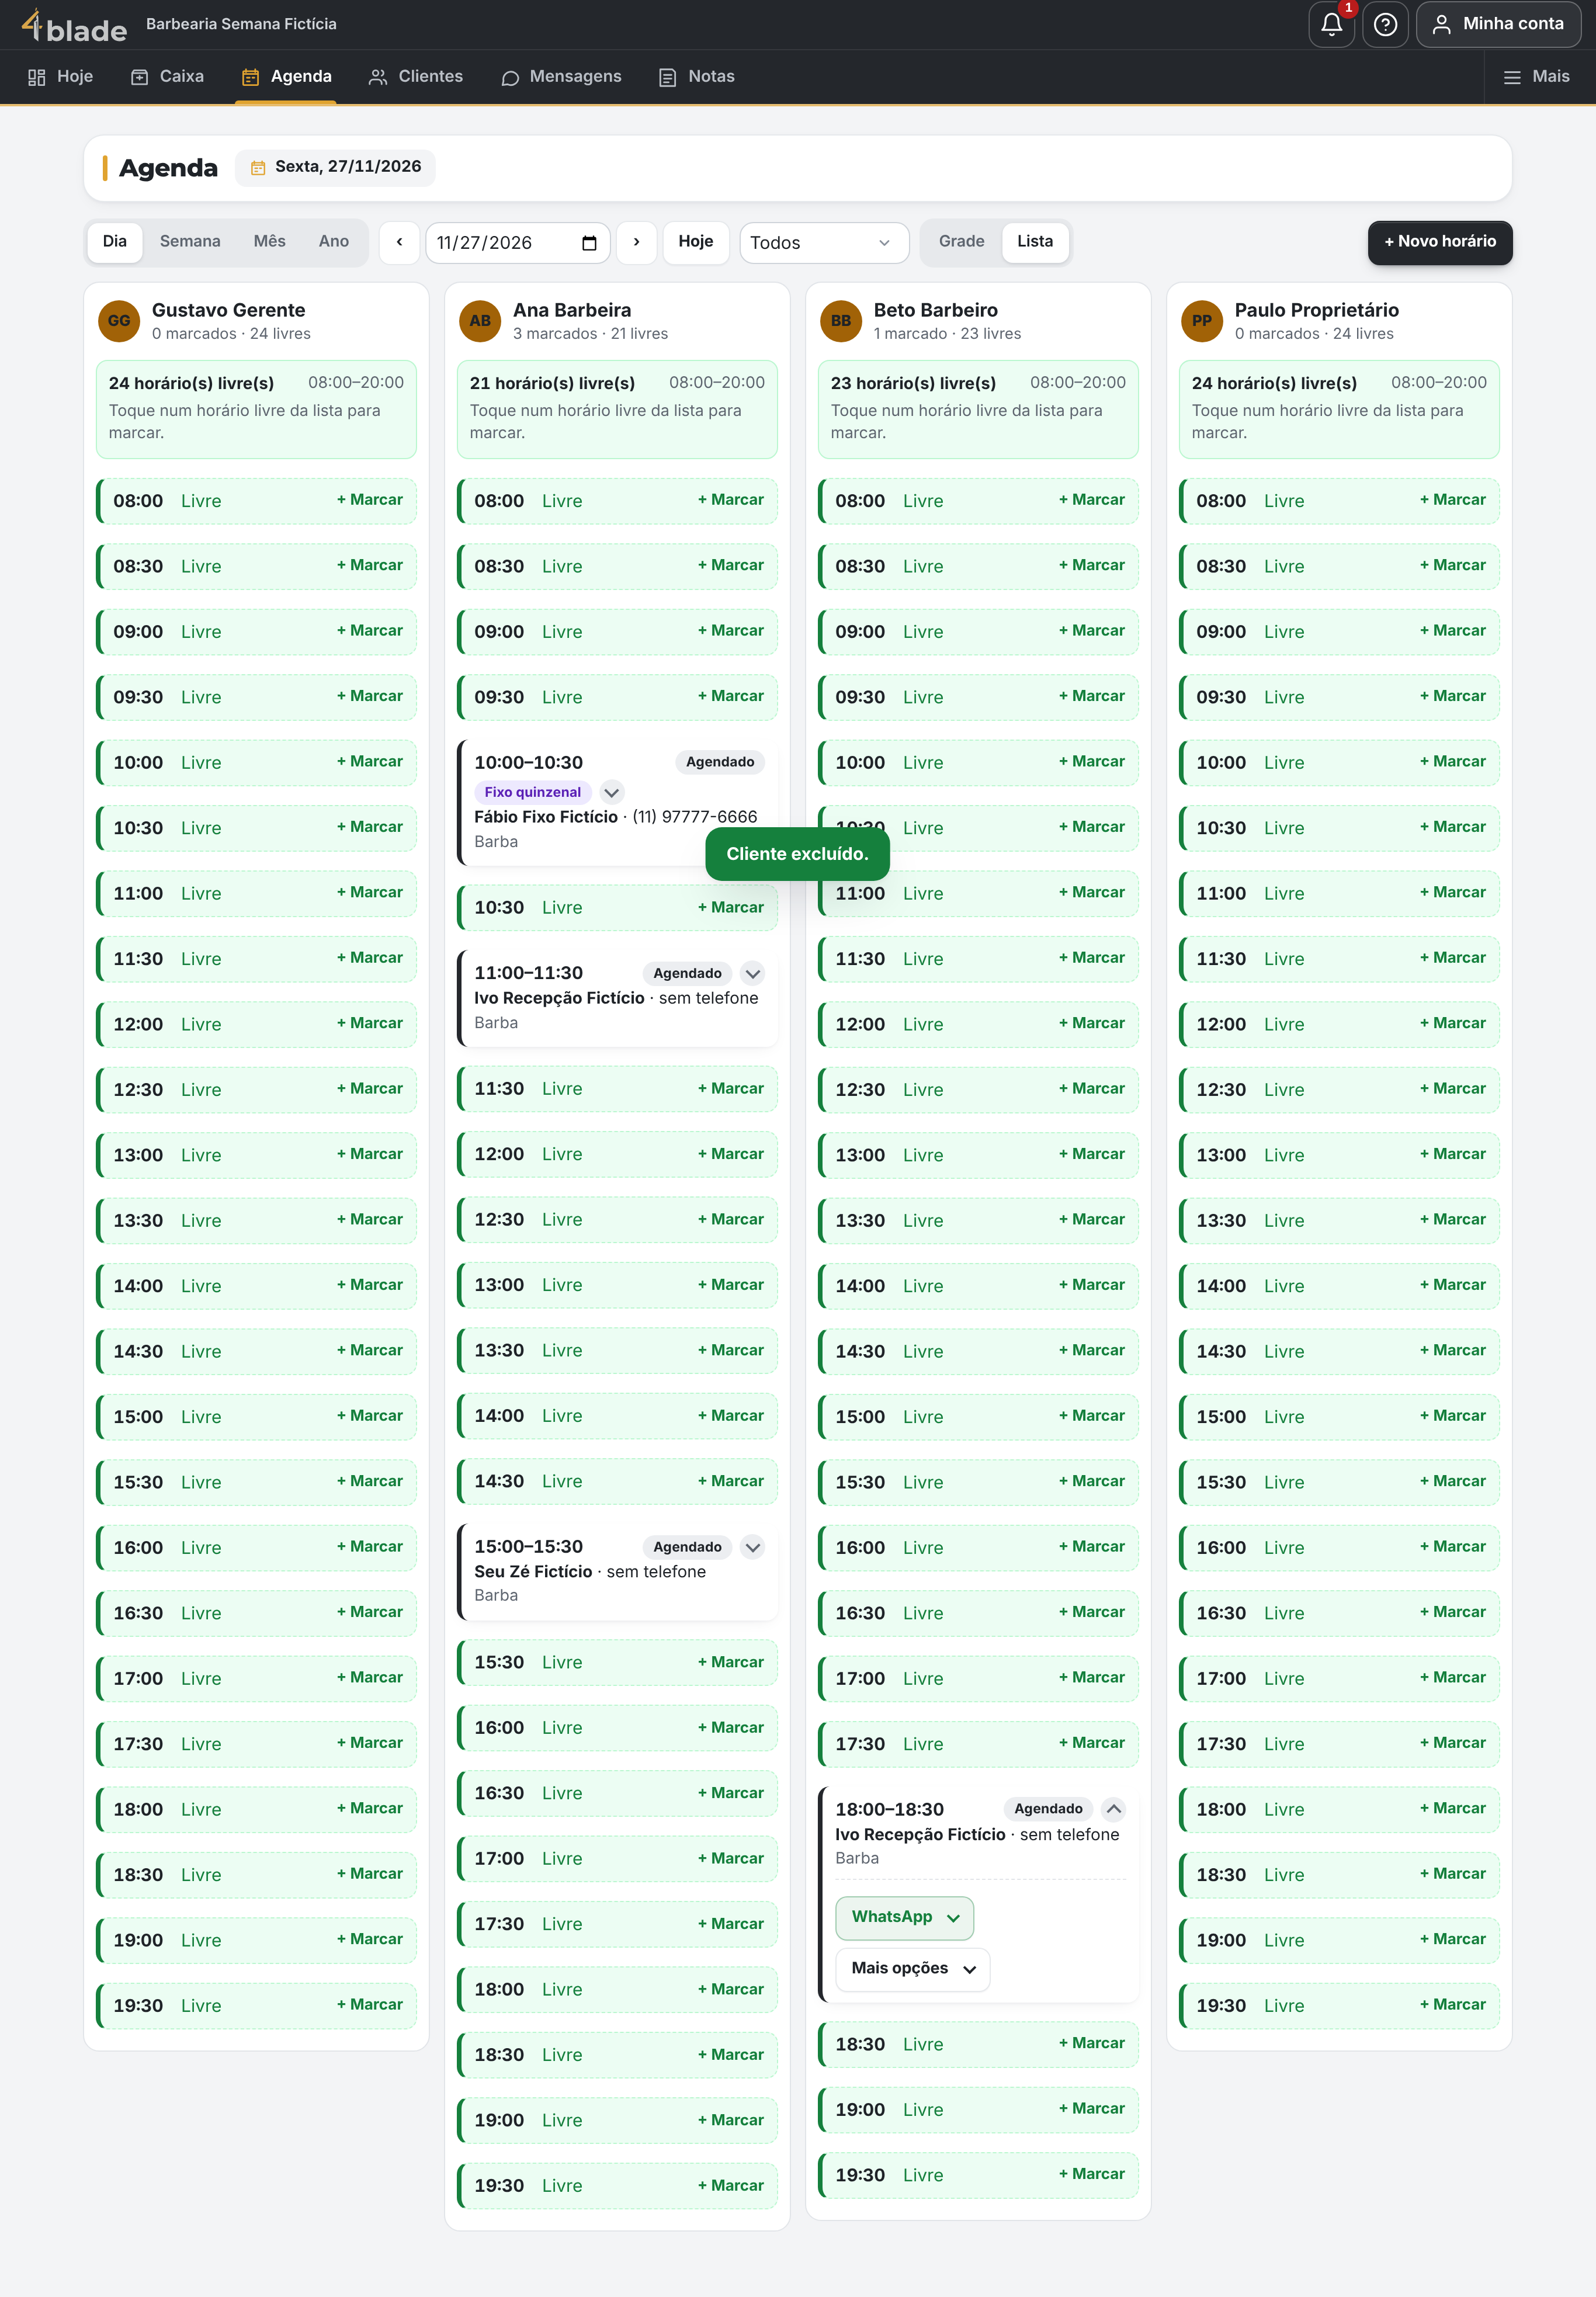 4blade
Barbearia Semana Fictícia
1
Minha conta
Hoje
Caixa
Agenda
Clientes
Mensagens
Notas
Mais
Agenda
Sexta, 27/11/2026
Dia
Semana
Mês
Ano
‹
11/27/2026
›
Hoje
Todos
Grade
Lista
+ Novo horário
GG
Gustavo Gerente
0 marcados · 24 livres
24 horário(s) livre(s) 08:00–20:00
Toque num horário livre da lista para
marcar.
08:00 Livre + Marcar
08:30 Livre + Marcar
09:00 Livre + Marcar
09:30 Livre + Marcar
10:00 Livre + Marcar
10:30 Livre + Marcar
11:00 Livre + Marcar
11:30 Livre + Marcar
12:00 Livre + Marcar
12:30 Livre + Marcar
13:00 Livre + Marcar
13:30 Livre + Marcar
14:00 Livre + Marcar
14:30 Livre + Marcar
15:00 Livre + Marcar
15:30 Livre + Marcar
16:00 Livre + Marcar
16:30 Livre + Marcar
17:00 Livre + Marcar
17:30 Livre + Marcar
18:00 Livre + Marcar
18:30 Livre + Marcar
19:00 Livre + Marcar
19:30 Livre + Marcar
AB
Ana Barbeira
3 marcados · 21 livres
21 horário(s) livre(s) 08:00–20:00
Toque num horário livre da lista para
marcar.
08:00 Livre + Marcar
08:30 Livre + Marcar
09:00 Livre + Marcar
09:30 Livre + Marcar
10:00–10:30 Agendado
Fixo quinzenal
Fábio Fixo Fictício · (11) 97777-6666
Barba
Cliente excluído.
10:30 Livre + Marcar
11:00–11:30 Agendado
Ivo Recepção Fictício · sem telefone
Barba
11:30 Livre + Marcar
12:00 Livre + Marcar
12:30 Livre + Marcar
13:00 Livre + Marcar
13:30 Livre + Marcar
14:00 Livre + Marcar
14:30 Livre + Marcar
15:00–15:30 Agendado
Seu Zé Fictício · sem telefone
Barba
15:30 Livre + Marcar
16:00 Livre + Marcar
16:30 Livre + Marcar
17:00 Livre + Marcar
17:30 Livre + Marcar
18:00 Livre + Marcar
18:30 Livre + Marcar
19:00 Livre + Marcar
19:30 Livre + Marcar
BB
Beto Barbeiro
1 marcado · 23 livres
23 horário(s) livre(s) 08:00–20:00
Toque num horário livre da lista para
marcar.
08:00 Livre + Marcar
08:30 Livre + Marcar
09:00 Livre + Marcar
09:30 Livre + Marcar
10:00 Livre + Marcar
10:30 Livre + Marcar
11:00 Livre + Marcar
11:30 Livre + Marcar
12:00 Livre + Marcar
12:30 Livre + Marcar
13:00 Livre + Marcar
13:30 Livre + Marcar
14:00 Livre + Marcar
14:30 Livre + Marcar
15:00 Livre + Marcar
15:30 Livre + Marcar
16:00 Livre + Marcar
16:30 Livre + Marcar
17:00 Livre + Marcar
17:30 Livre + Marcar
18:00–18:30 Agendado
Ivo Recepção Fictício · sem telefone
Barba
WhatsApp
Mais opções
18:30 Livre + Marcar
19:00 Livre + Marcar
19:30 Livre + Marcar
PP
Paulo Proprietário
0 marcados · 24 livres
24 horário(s) livre(s) 08:00–20:00
Toque num horário livre da lista para
marcar.
08:00 Livre + Marcar
08:30 Livre + Marcar
09:00 Livre + Marcar
09:30 Livre + Marcar
10:00 Livre + Marcar
10:30 Livre + Marcar
11:00 Livre + Marcar
11:30 Livre + Marcar
12:00 Livre + Marcar
12:30 Livre + Marcar
13:00 Livre + Marcar
13:30 Livre + Marcar
14:00 Livre + Marcar
14:30 Livre + Marcar
15:00 Livre + Marcar
15:30 Livre + Marcar
16:00 Livre + Marcar
16:30 Livre + Marcar
17:00 Livre + Marcar
17:30 Livre + Marcar
18:00 Livre + Marcar
18:30 Livre + Marcar
19:00 Livre + Marcar
19:30 Livre + Marcar